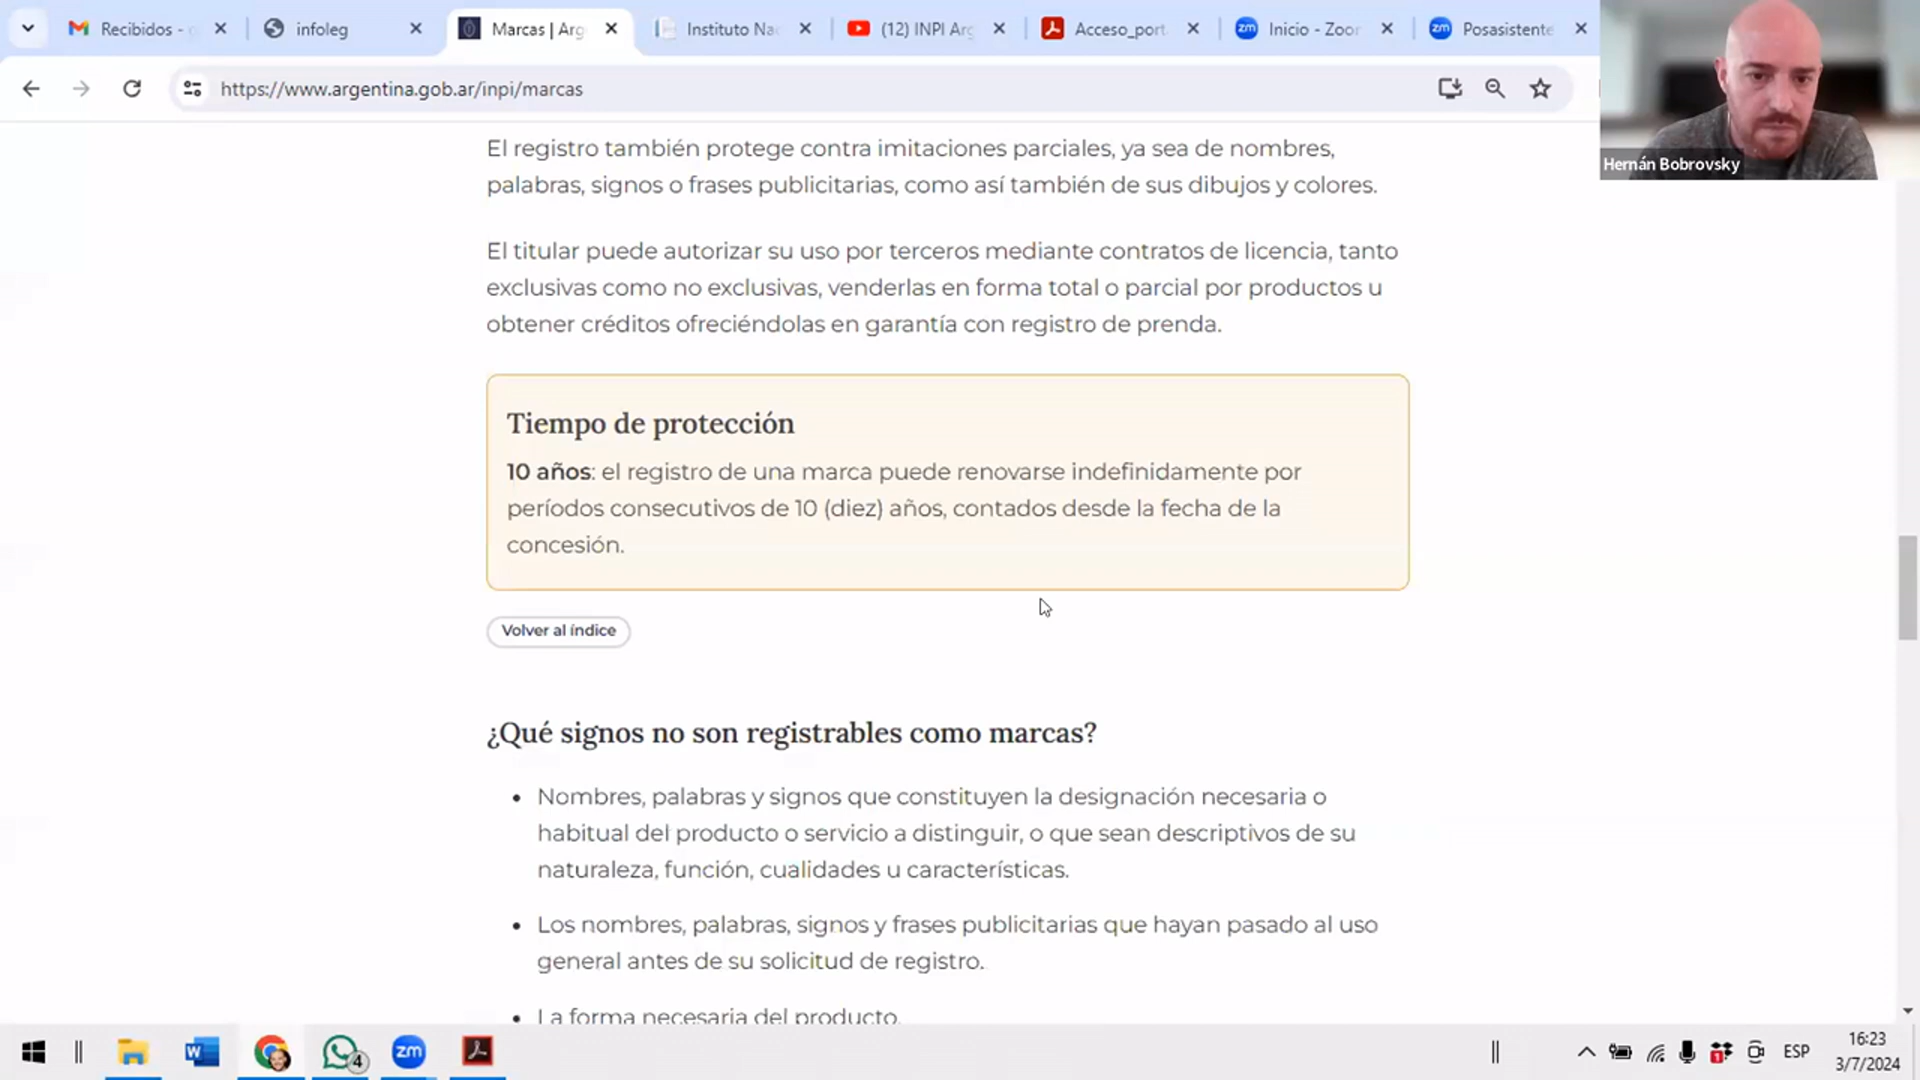 Recibidos - g
infoleg
Marcas | Arg
Instituto Nac
(12) INPI Arg
Acceso_port
Inicio - Zoom
Posasistente
https://www.argentina.gob.ar/inpi/marcas
Hernán Bobrovsky
El registro también protege contra imitaciones parciales, ya sea de nombres,
palabras, signos o frases publicitarias, como así también de sus dibujos y colores.
El titular puede autorizar su uso por terceros mediante contratos de licencia, tanto
exclusivas como no exclusivas, venderlas en forma total o parcial por productos u
obtener créditos ofreciéndolas en garantía con registro de prenda.
Tiempo de protección
10 años: el registro de una marca puede renovarse indefinidamente por
períodos consecutivos de 10 (diez) años, contados desde la fecha de la
concesión.
Volver al índice
¿Qué signos no son registrables como marcas?
• Nombres, palabras y signos que constituyen la designación necesaria o
habitual del producto o servicio a distinguir, o que sean descriptivos de su
naturaleza, función, cualidades u características.
• Los nombres, palabras, signos y frases publicitarias que hayan pasado al uso
general antes de su solicitud de registro.
• La forma necesaria del producto.
W
4
zm
1
ESP
16:23
3/7/2024